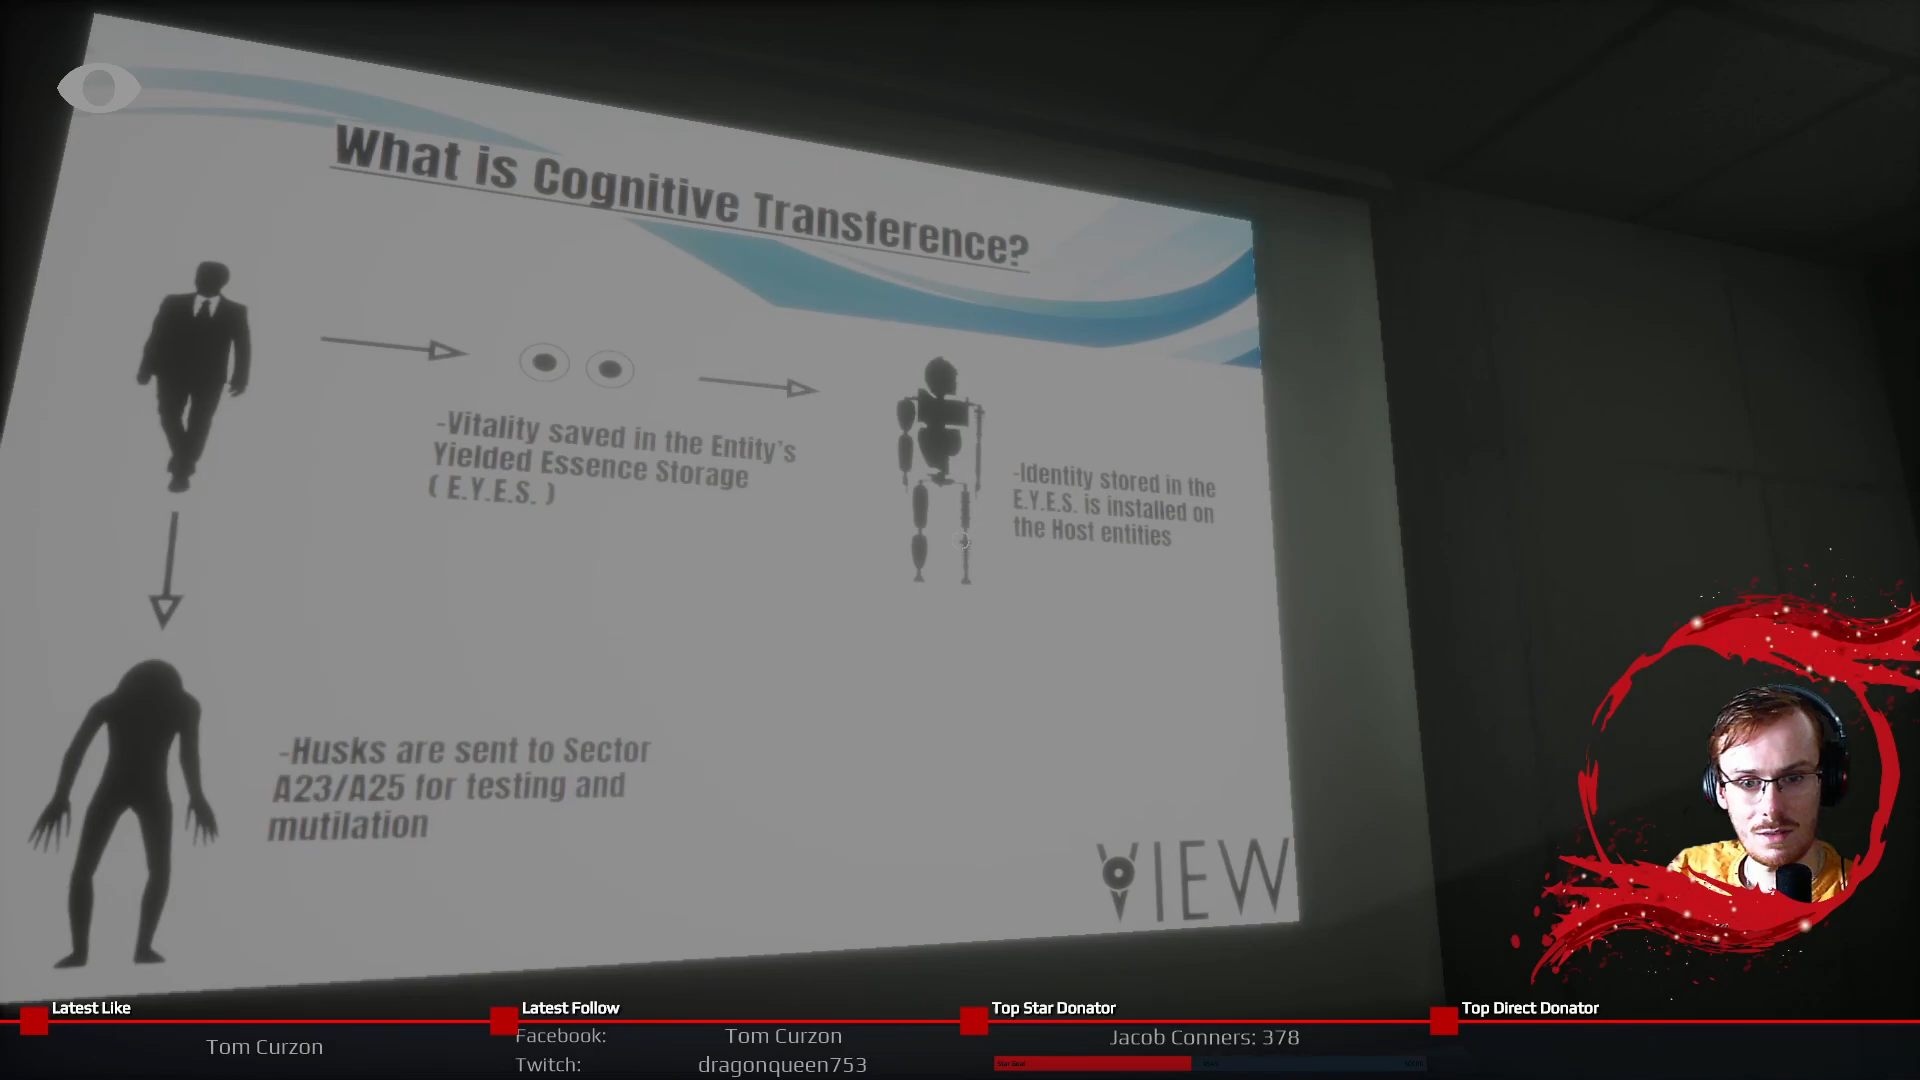 What is Cognitive Transference?
-Vitality saved in the Entity's
Yielded Essence Storage
( E.Y.E.S. )
-Identity stored in the
E.Y.E.S. is installed on
the Host entities
-Husks are sent to Sector
A23/A25 for testing and
mutilation
VIEW
Latest Like
Tom Curzon
Latest Follow
Facebook: Tom Curzon
Twitch: dragonqueen753
Top Star Donator
Jacob Conners: 378
Top Direct Donator